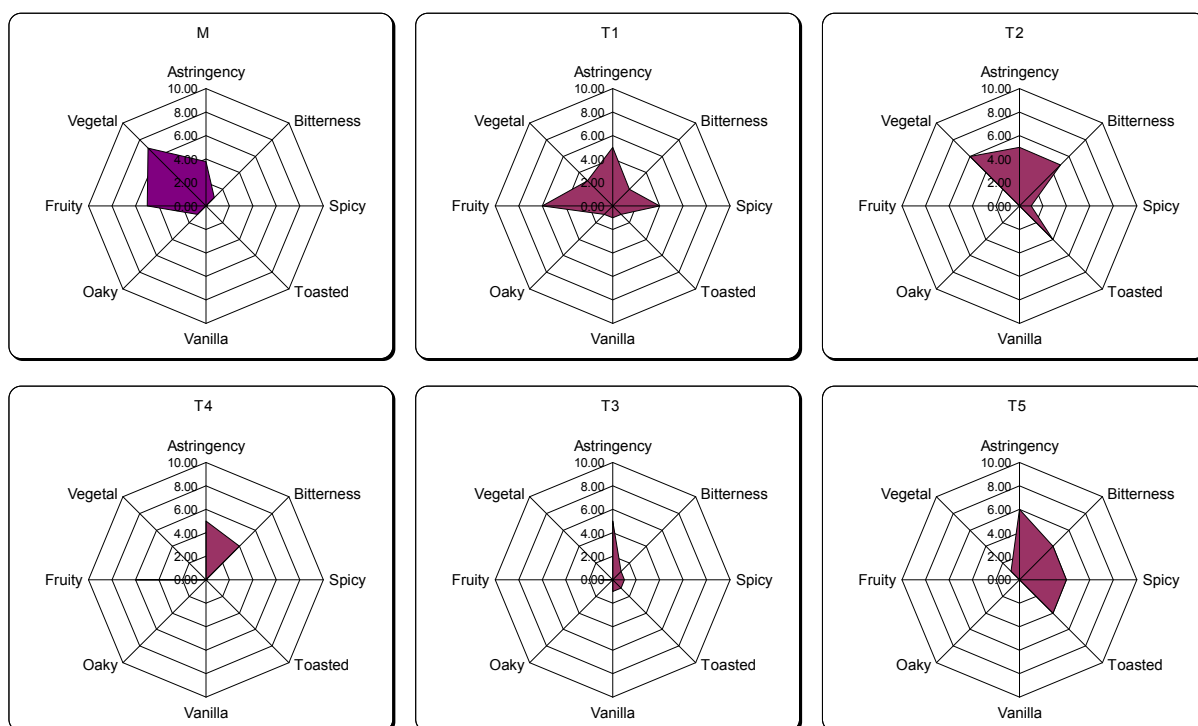 M
Astringency
10.00
Vegetal
Bitterness
8.00
6.00
4.00
2.00
Fruity
0.00
Spicy
Oaky
Toasted
Vanilla
T1
Astringency
10.00
Vegetal
Bitterness
8.00
6.00
4.00
2.00
Fruity
0.00
Spicy
Oaky
Toasted
Vanilla
T2
Astringency
10.00
Vegetal
Bitterness
8.00
6.00
4.00
2.00
Fruity
0.00
Spicy
Oaky
Toasted
Vanilla
T4
Astringency
10.00
Vegetal
Bitterness
8.00
6.00
4.00
2.00
Fruity
0.00
Spicy
Oaky
Toasted
Vanilla
T3
Astringency
10.00
Vegetal
Bitterness
8.00
6.00
4.00
2.00
Fruity
0.00
Spicy
Oaky
Toasted
Vanilla
T5
Astringency
10.00
Vegetal
Bitterness
8.00
6.00
4.00
2.00
Fruity
0.00
Spicy
Oaky
Toasted
Vanilla